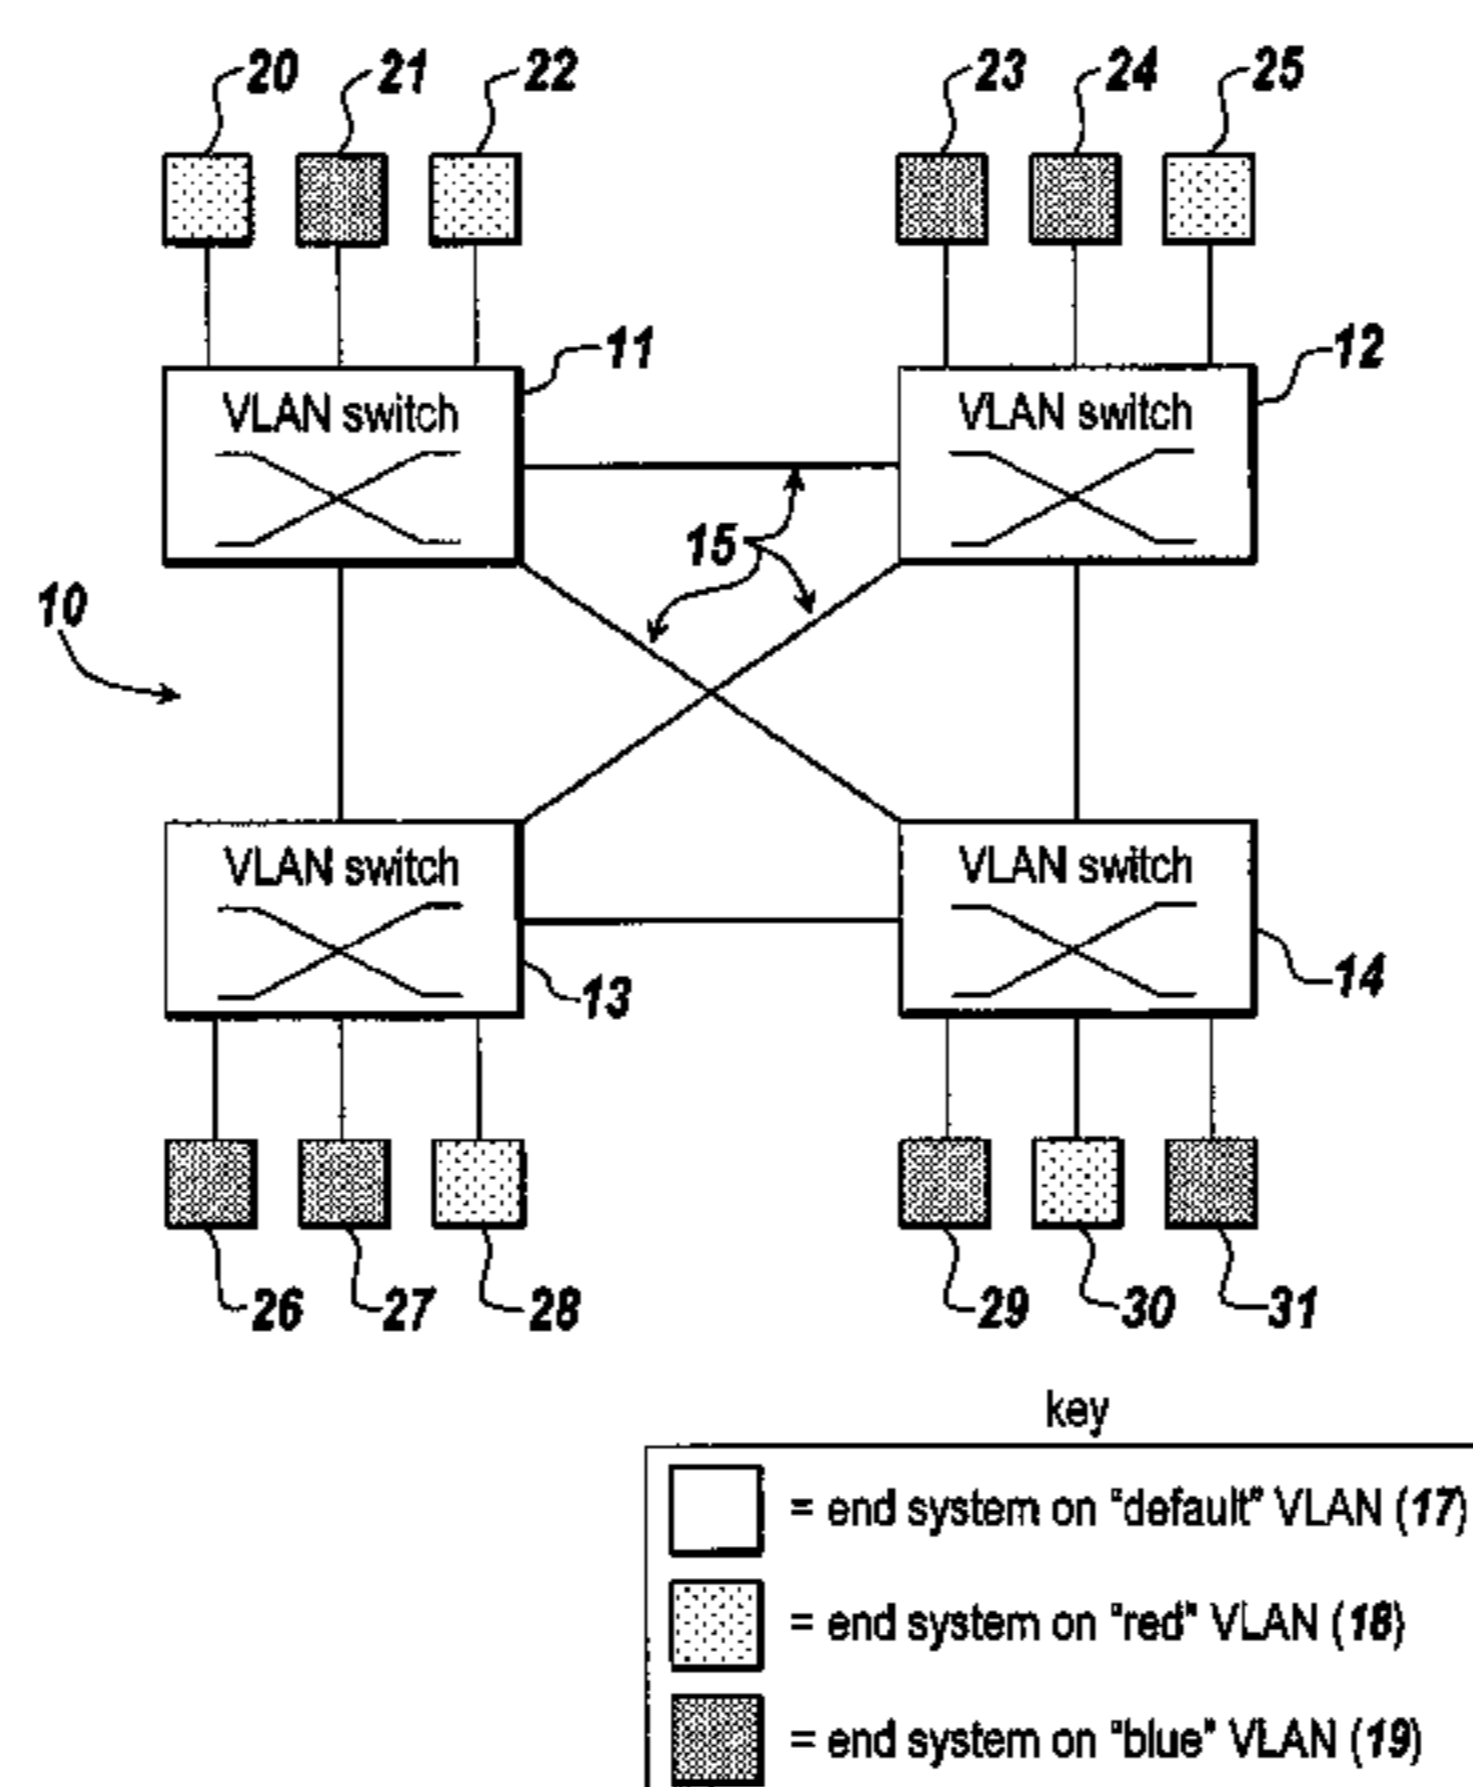 20 21 22 23 24 25
11 12
VLAN switch VLAN switch
15
10
VLAN switch VLAN switch
13 14
26 27 28 29 30 31
key
= end system on "default" VLAN (17)
= end system on "red" VLAN (18)
= end system on "blue" VLAN (19)